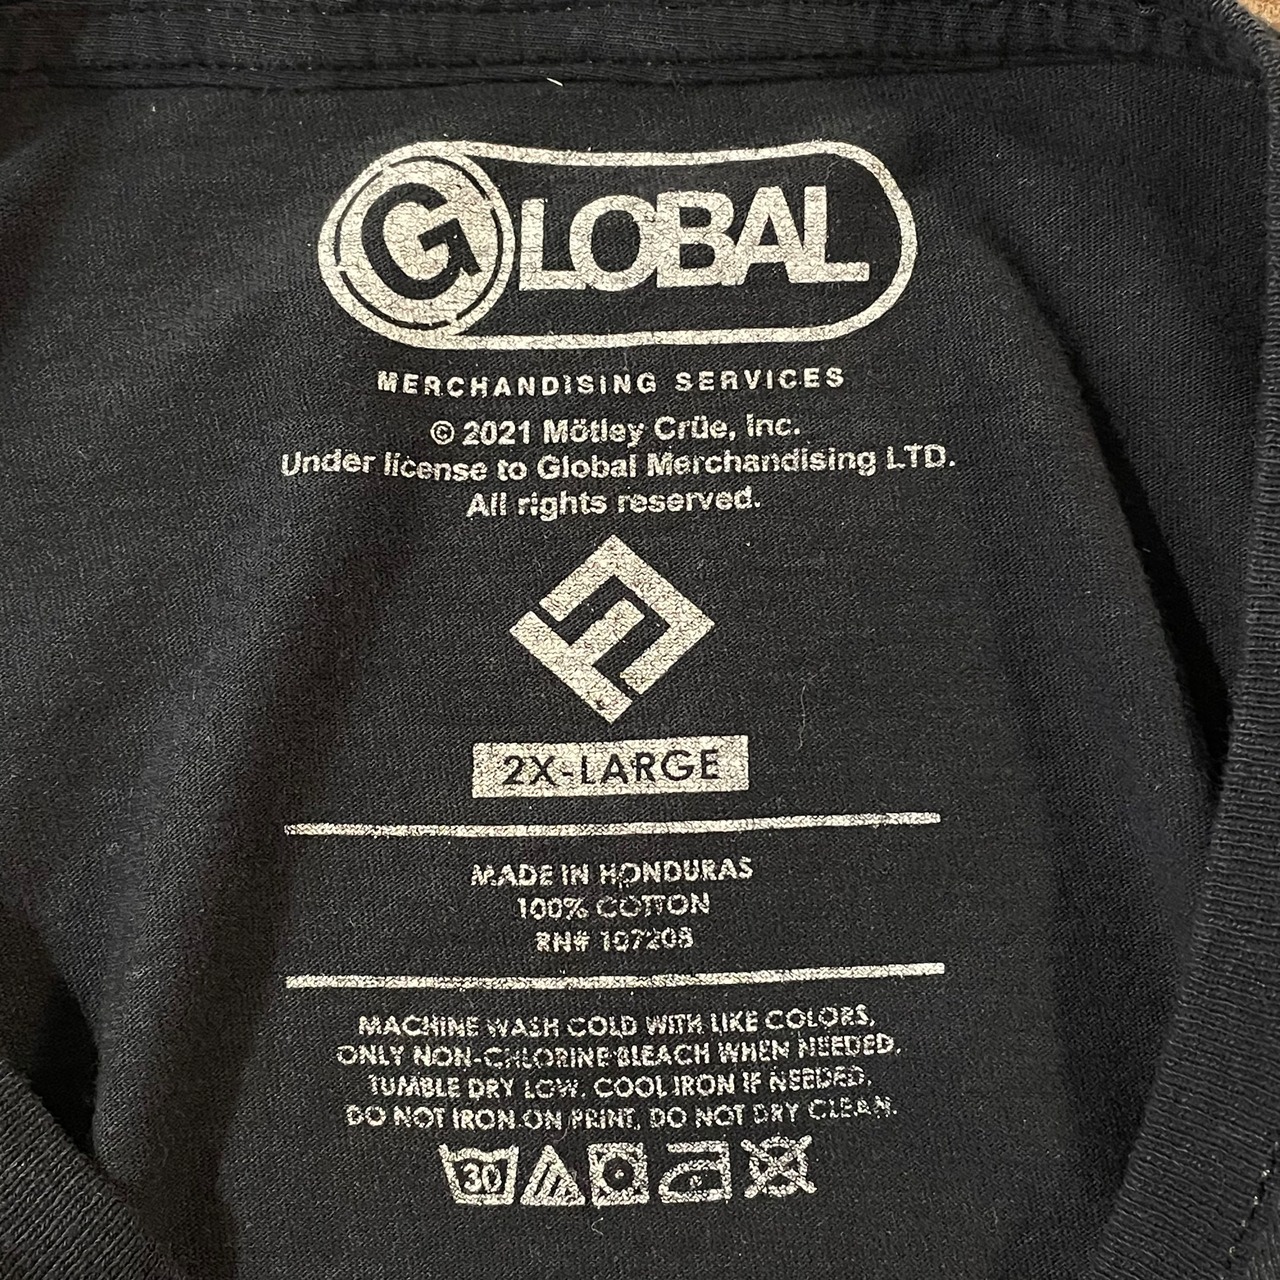 GLOBAL
MERCHANDISING SERVICES
© 2021 Mötley Crüe, Inc.
Under license to Global Merchandising LTD.
All rights reserved.
2X-LARGE
MADE IN HONDURAS
100% COTTON
RN# 107208
MACHINE WASH COLD WITH LIKE COLORS.
ONLY NON-CHLORINE BLEACH WHEN NEEDED.
TUMBLE DRY LOW. COOL IRON IF NEEDED.
DO NOT IRON ON PRINT. DO NOT DRY CLEAN.
30